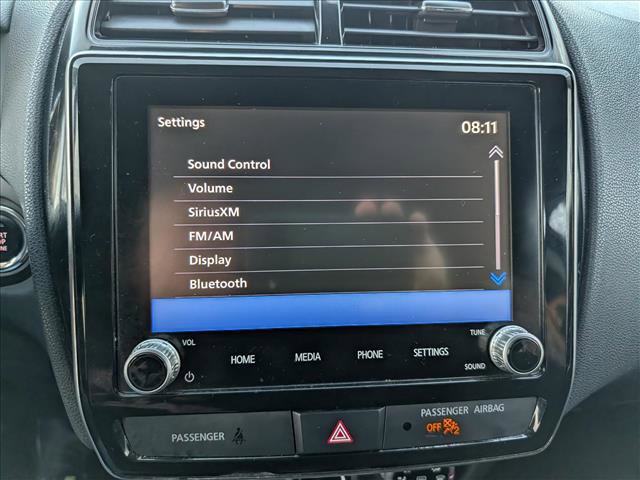 Settings 08:11
Sound Control
Volume
SiriusXM
FM/AM
Display
Bluetooth
VOL TUNE
HOME MEDIA PHONE SETTINGS
SOUND
PASSENGER
PASSENGER AIRBAG
OFF 2